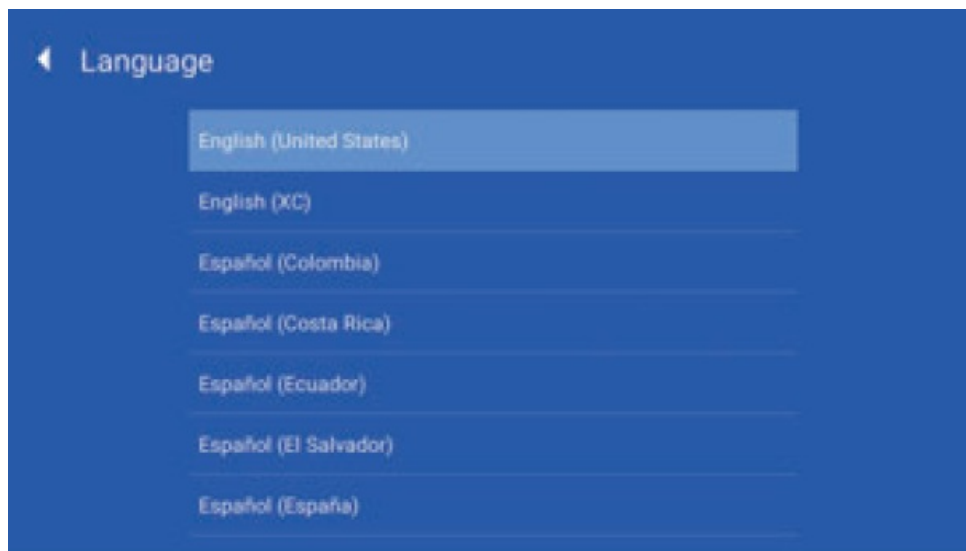 Language
English (United States)
English (XC)
Español (Colombia)
Español (Costa Rica)
Español (Ecuador)
Español (El Salvador)
Español (España)